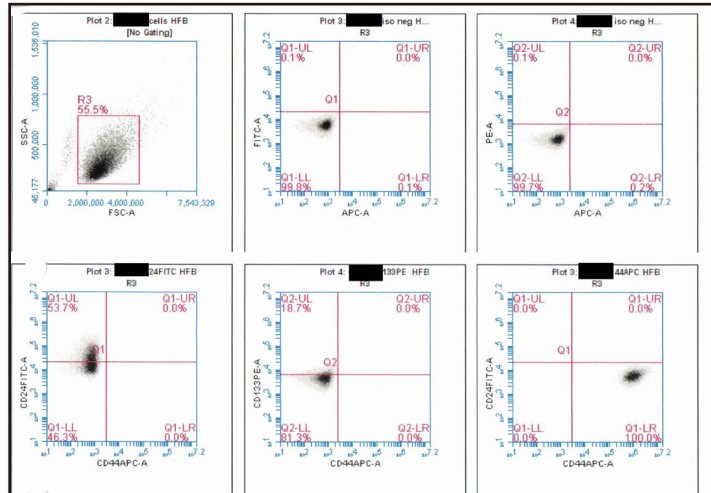 Plot 2: cells HFB
[No Gating]
SSC-A
1,536,010
1,000,000
500,000
46,177
R3
55.5%
0 2,000,000 4,000,000 7,543,329
FSC-A
Plot 3: iso neg H...
R3
Q1-UL
0.1%
Q1-UR
0.0%
Q1
Q1-LL
99.8%
Q1-LR
0.1%
FITC-A
APC-A
Plot 4: iso neg H...
R3
Q2-UL
0.1%
Q2-UR
0.0%
Q2
Q2-LL
99.7%
Q2-LR
0.2%
PE-A
APC-A
Plot 3: 24FITC HFB
R3
Q1-UL
53.7%
Q1-UR
0.0%
Q1
Q1-LL
46.3%
Q1-LR
0.0%
CD24FITC-A
CD44APC-A
Plot 4: 133PE HFB
R3
Q2-UL
18.7%
Q2-UR
0.0%
Q2
Q2-LL
81.3%
Q2-LR
0.0%
CD133PE-A
CD44APC-A
Plot 3: 44APC HFB
R3
Q1-UL
0.0%
Q1-UR
0.0%
Q1
Q1-LL
0.0%
Q1-LR
100.0%
CD24FITC-A
CD44APC-A